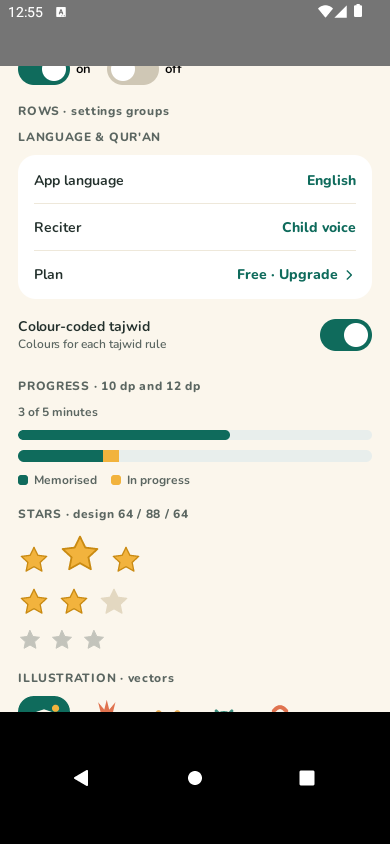 12:55
on off
ROWS · settings groups
LANGUAGE & QUR'AN
App language English
Reciter Child voice
Plan Free · Upgrade
Colour-coded tajwid
Colours for each tajwid rule
PROGRESS · 10 dp and 12 dp
3 of 5 minutes
Memorised In progress
STARS · design 64 / 88 / 64
ILLUSTRATION · vectors